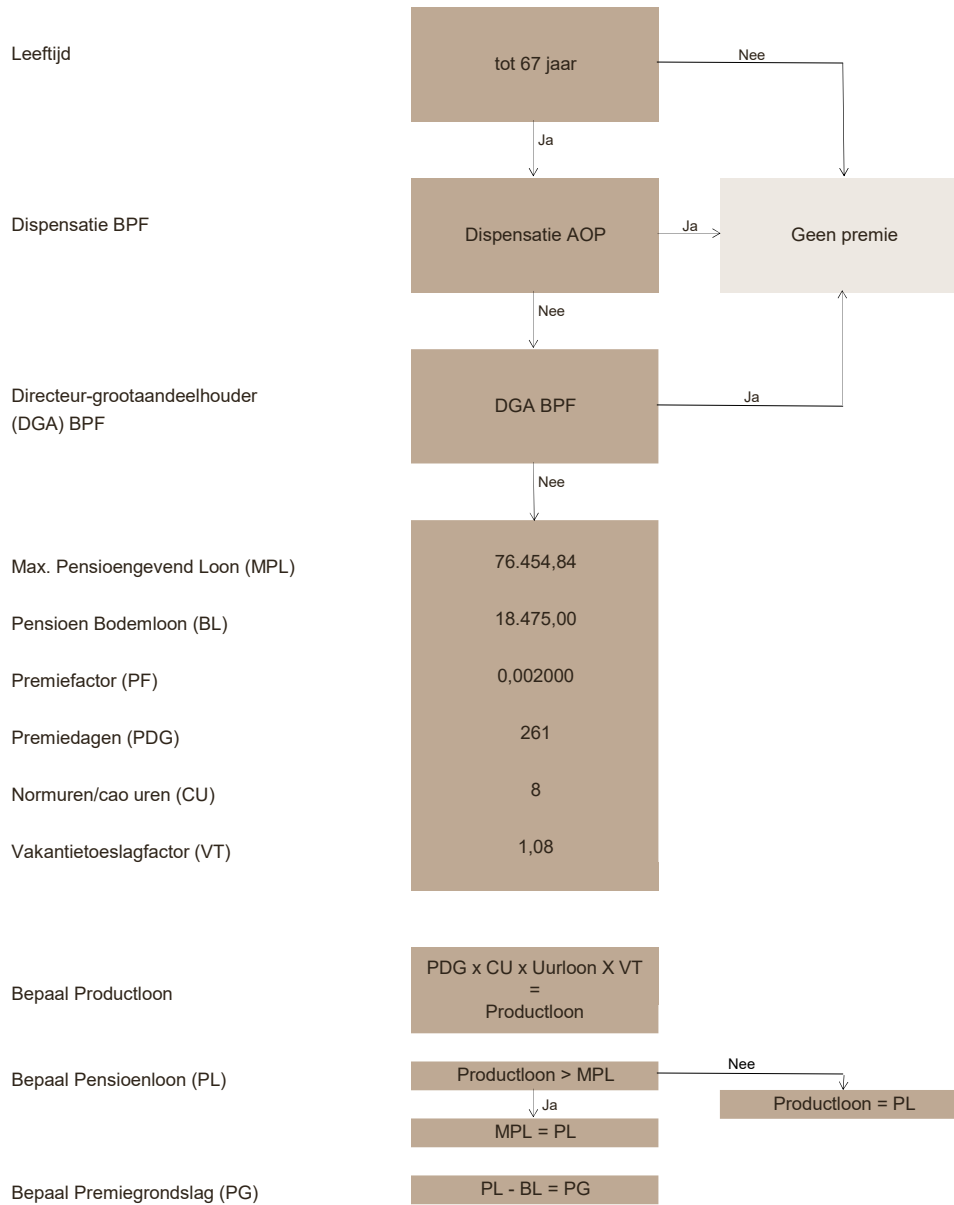 Leeftijd
tot 67 jaar
Nee
Ja
Dispensatie BPF
Dispensatie AOP
Ja
Geen premie
Nee
Directeur-grootaandeelhouder
(DGA) BPF
DGA BPF
Ja
Nee
Max. Pensioengevend Loon (MPL)
76.454,84
Pensioen Bodemloon (BL)
18.475,00
Premiefactor (PF)
0,002000
Premiedagen (PDG)
261
Normuren/cao uren (CU)
8
Vakantietoeslagfactor (VT)
1,08
Bepaal Productloon
PDG x CU x Uurloon X VT
=
Productloon
Bepaal Pensioenloon (PL)
Productloon > MPL
Nee
Productloon = PL
Ja
MPL = PL
Bepaal Premiegrondslag (PG)
PL - BL = PG